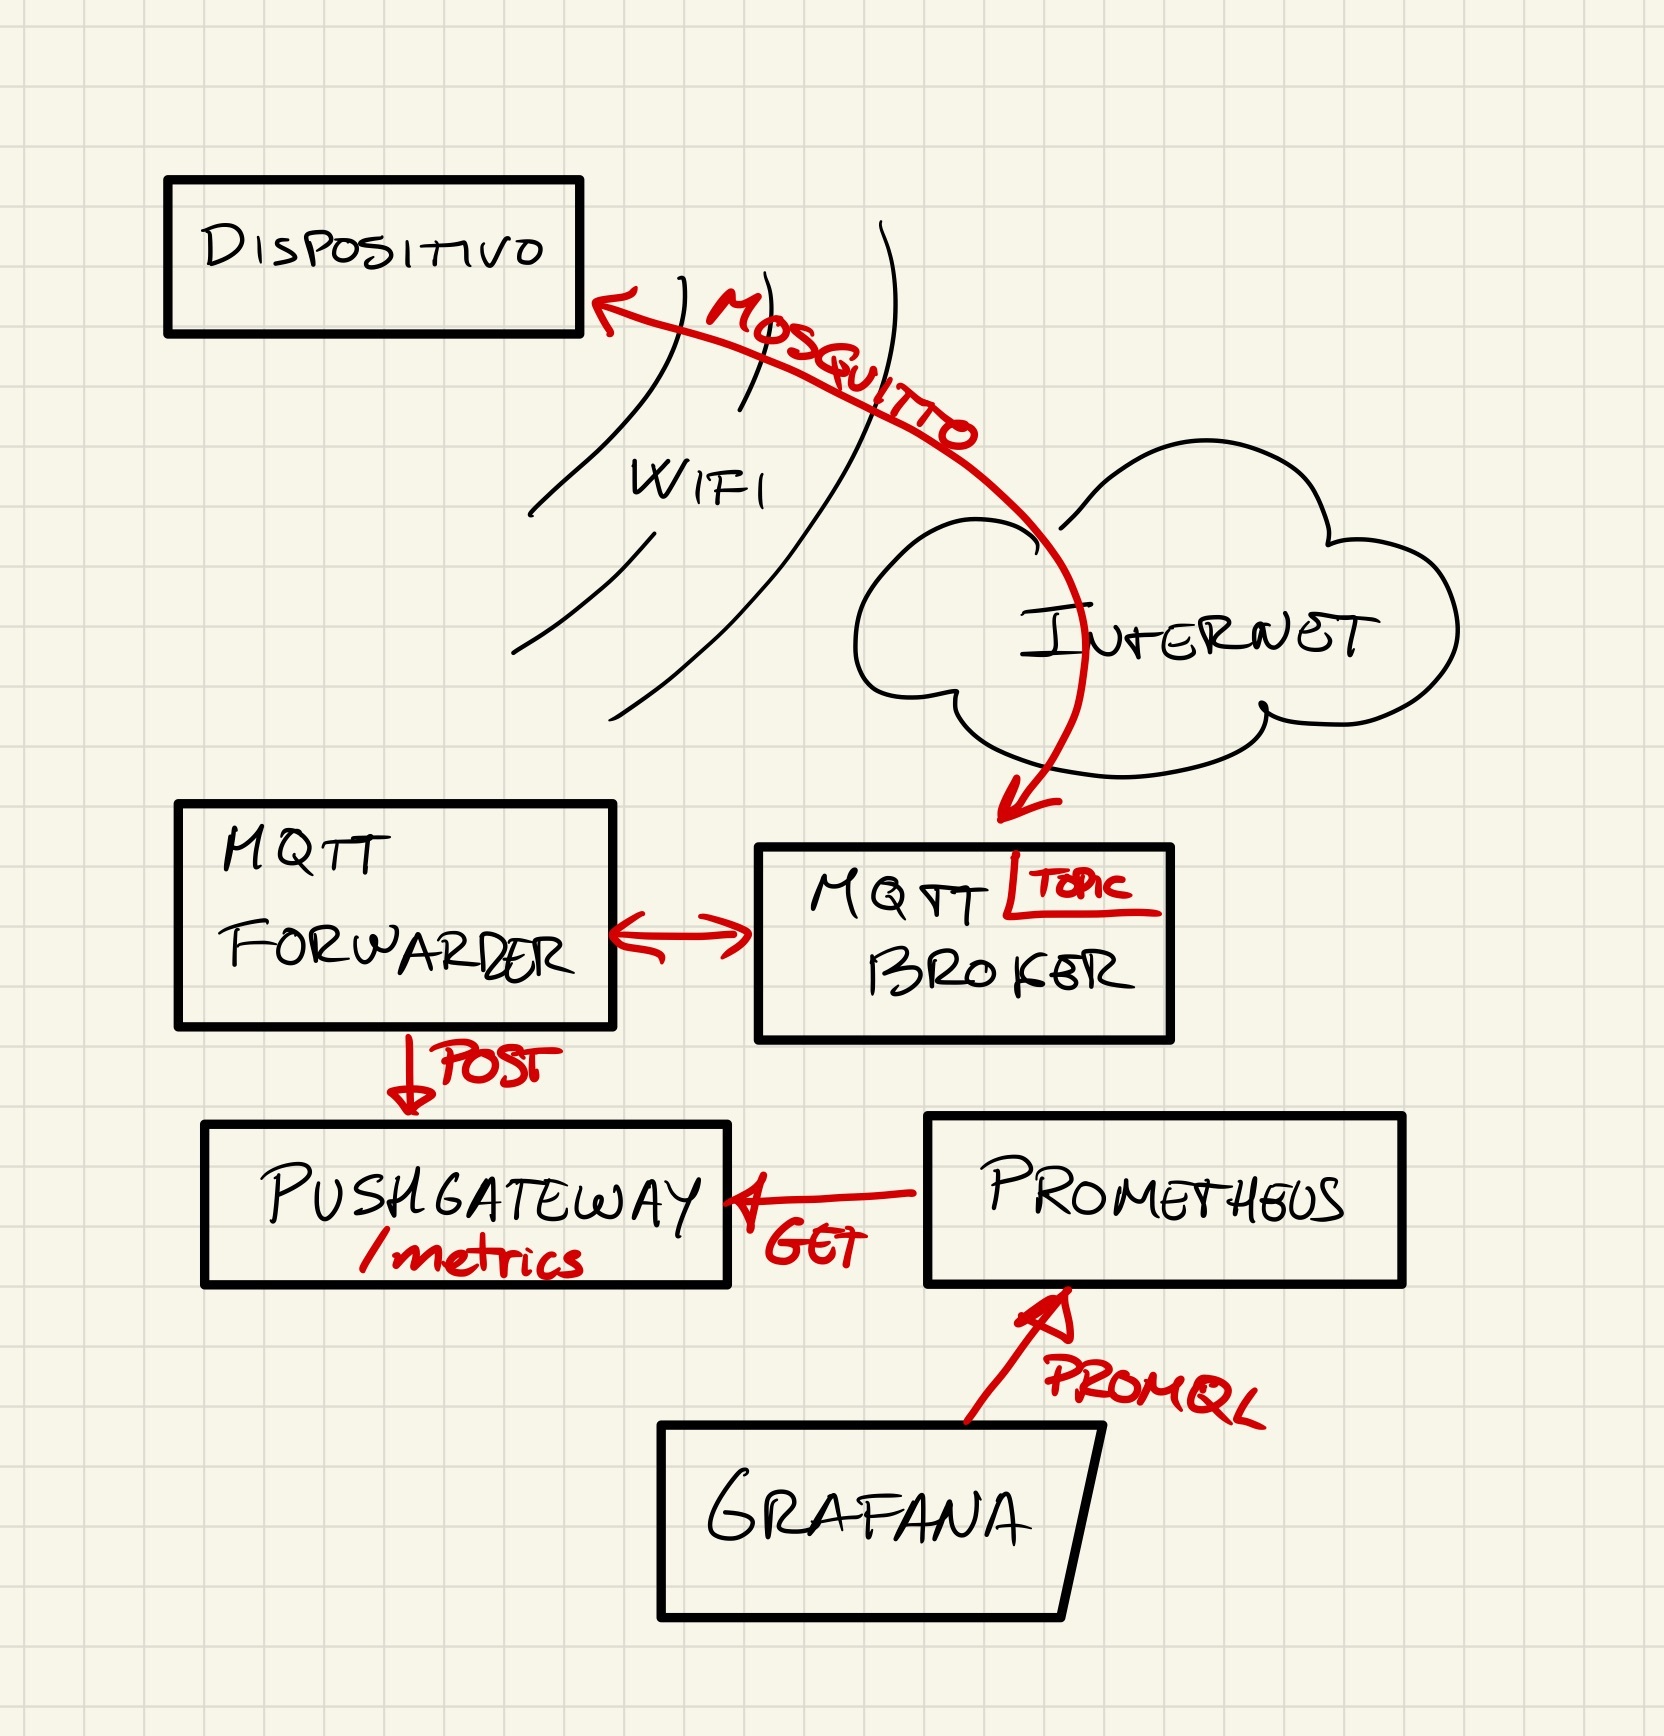 DISPOSITIVO
MOSQUITTO
WIFI
INTERNET
MQTT
FORWARDER
MQTT TOPIC
BROKER
POST
PUSHGATEWAY
/metrics
GET
PROMETHEUS
PROMQL
GRAFANA